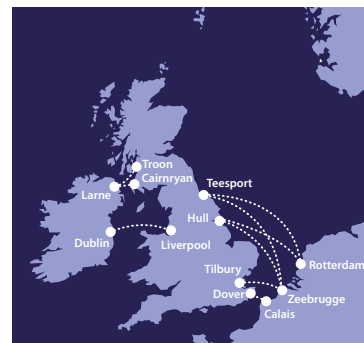 Troon
Cairnryan
Larne
Teesport
Hull
Dublin
Liverpool
Tilbury
Rotterdam
Dover
Zeebrugge
Calais